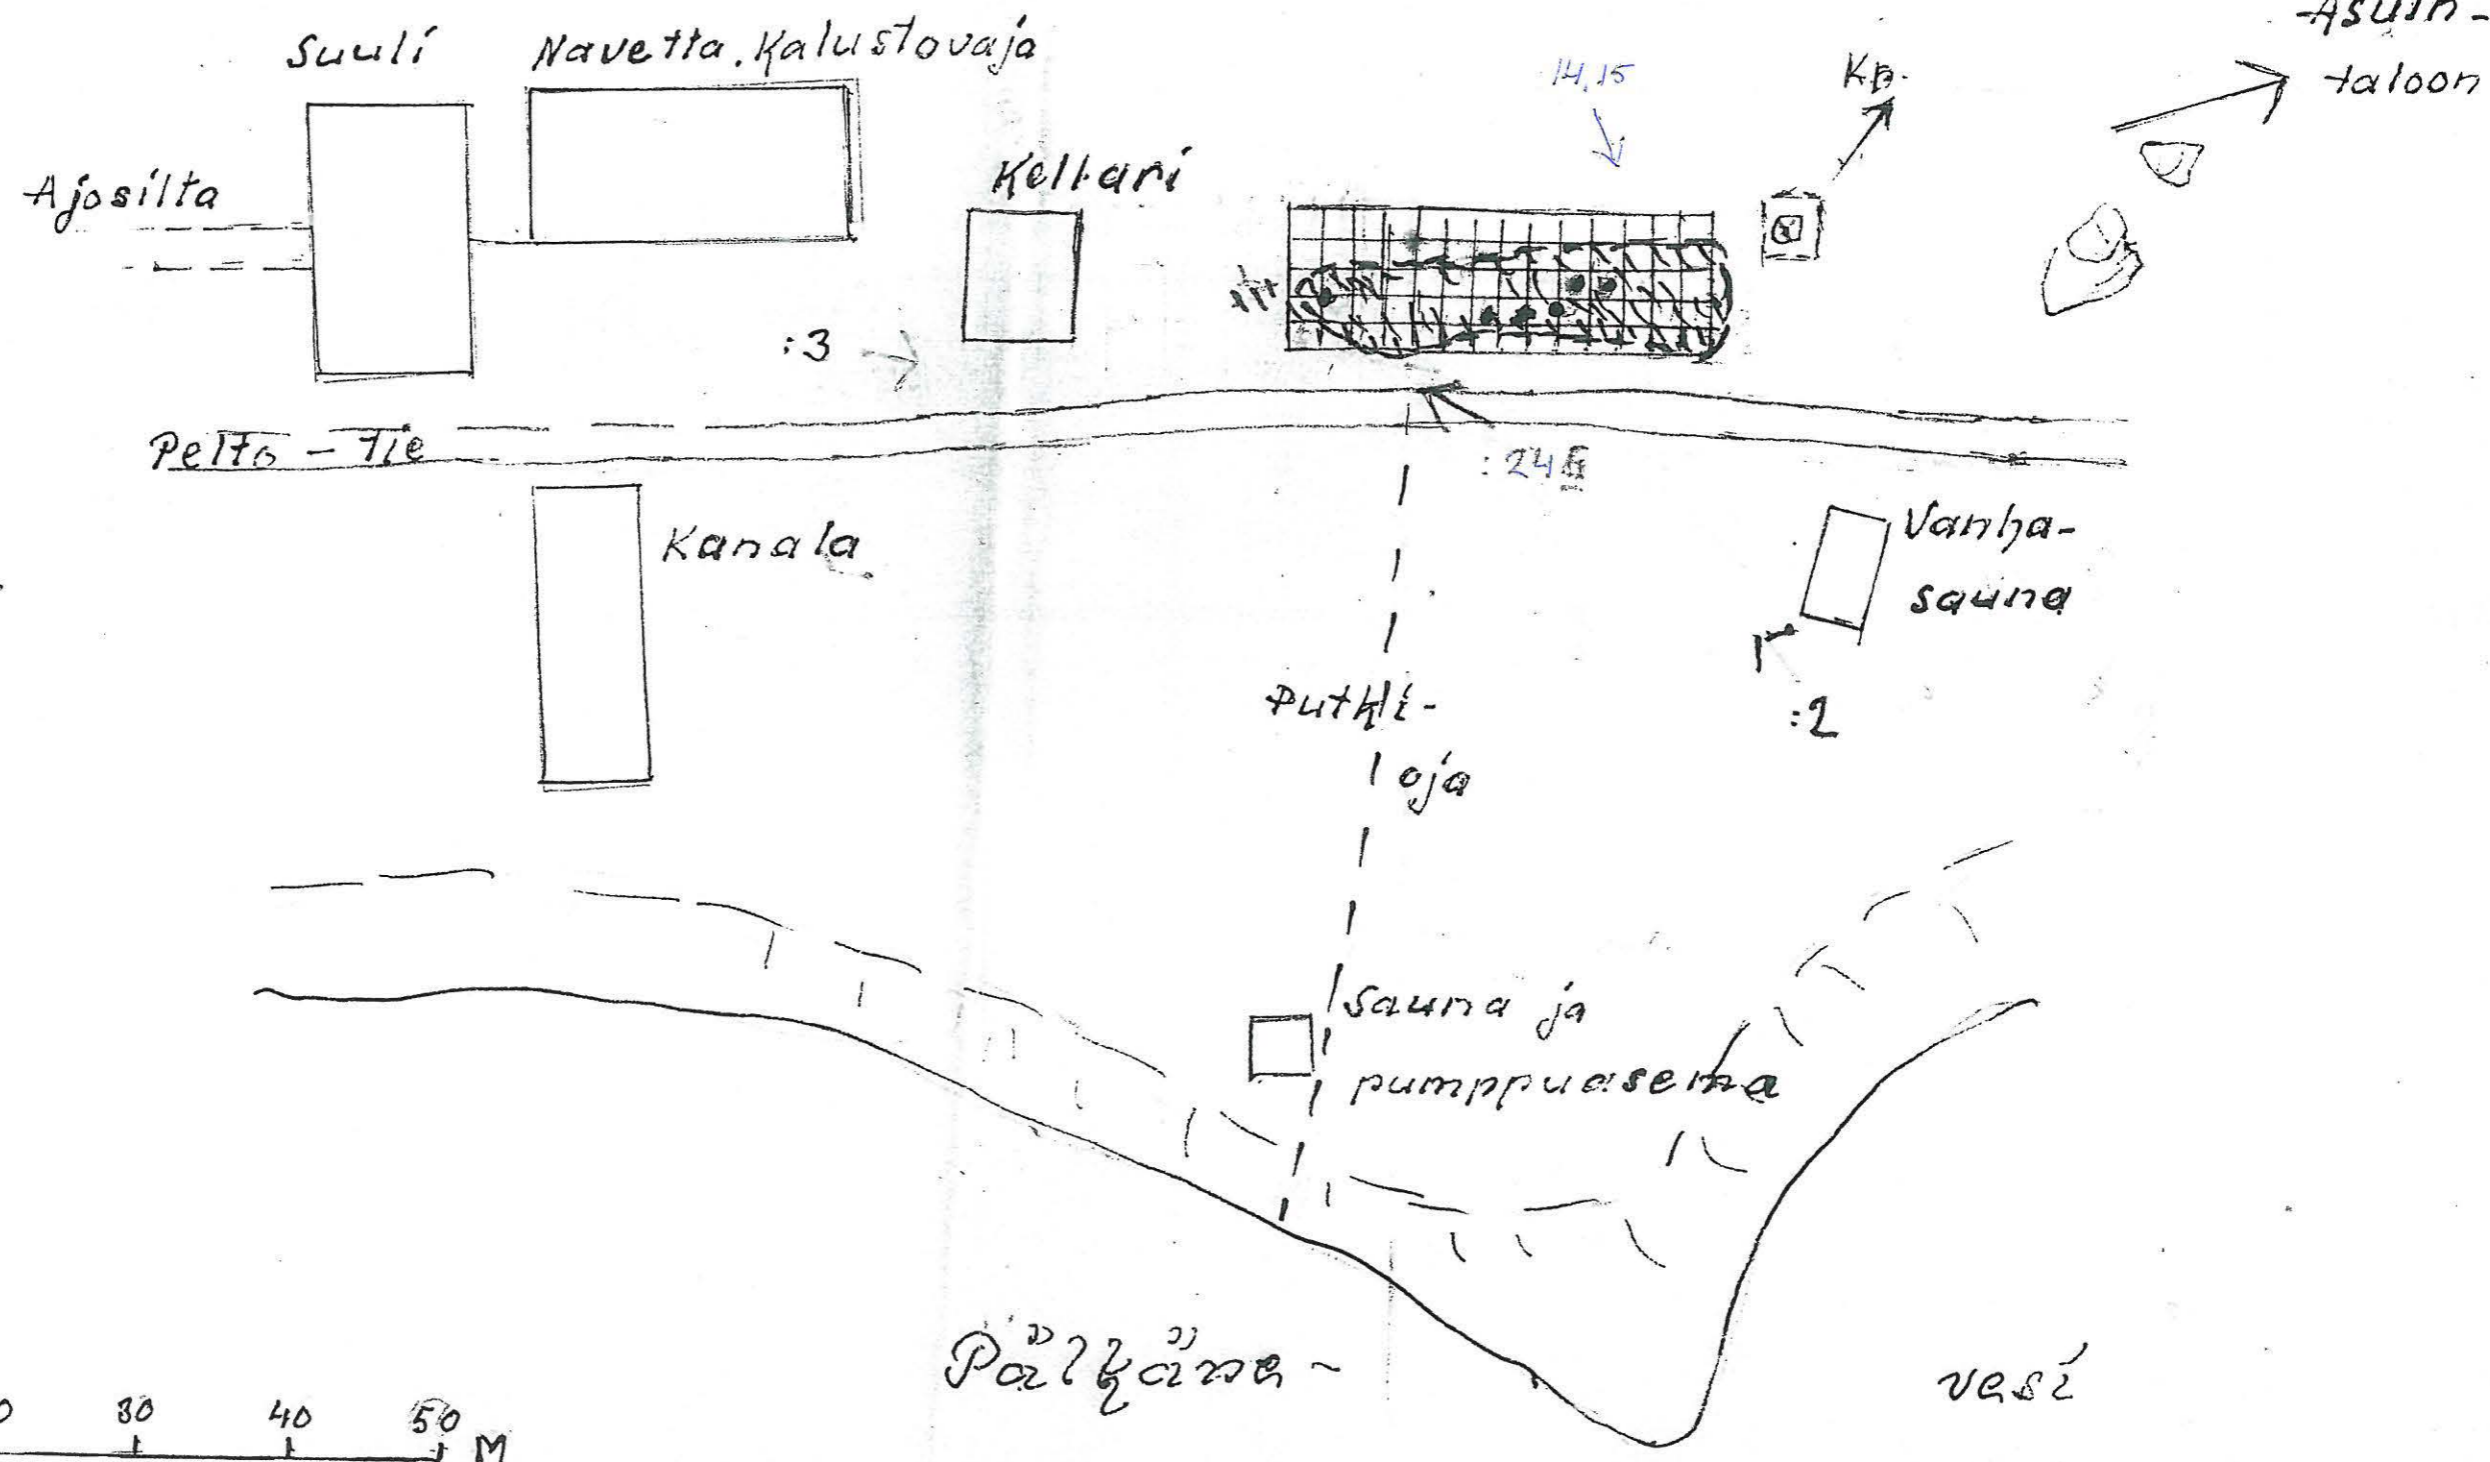 Asuin-
taloon
Suuli
Navetta. Kalustovaja
14,15
Kp.
Ajosilta
Kellari
:3
Pelto - Tie
:24
Kanala
Vanha-
sauna
:2
Putki-
oja
Sauna ja
pumppuasema
Pälkäne-
vesi
30 40 50 M